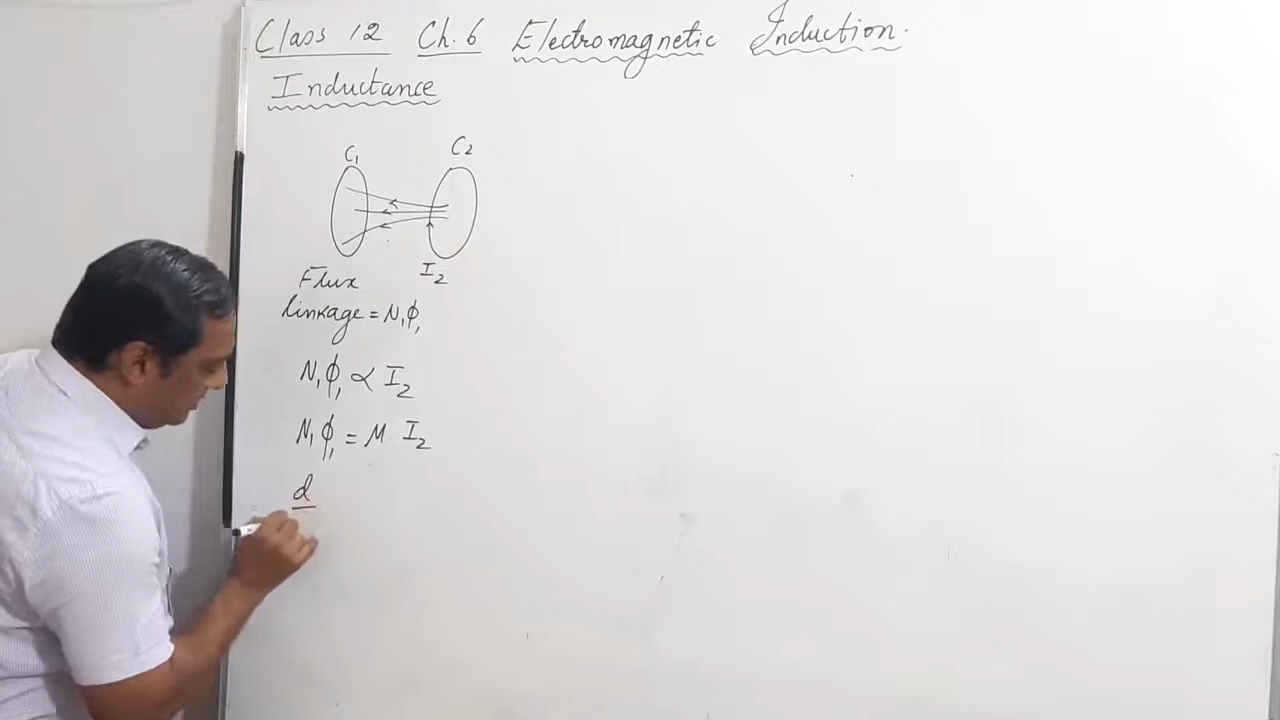 Class 12 Ch. 6 Electromagnetic Induction.
Inductance
C₁ C₂
I₂
Flux
linkage = N₁ϕ₁
N₁ϕ₁ ∝ I₂
N₁ϕ₁ = M I₂
d